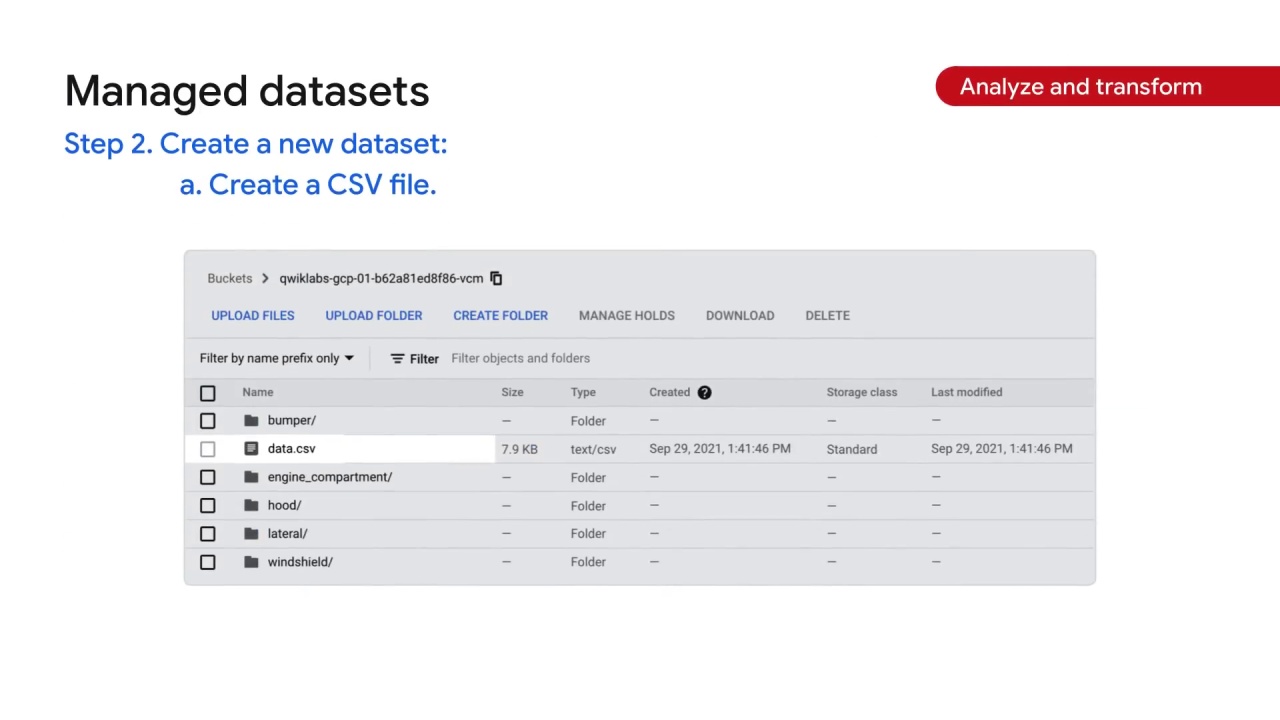 Managed datasets
Analyze and transform
Step 2. Create a new dataset:
a. Create a CSV file.
Buckets > qwiklabs-gcp-01-b62a81ed8f86-vcm
UPLOAD FILES UPLOAD FOLDER CREATE FOLDER MANAGE HOLDS DOWNLOAD DELETE
Filter by name prefix only Filter Filter objects and folders
Name Size Type Created ? Storage class Last modified
bumper/ — Folder — — —
data.csv 7.9 KB text/csv Sep 29, 2021, 1:41:46 PM Standard Sep 29, 2021, 1:41:46 PM
engine_compartment/ — Folder — — —
hood/ — Folder — — —
lateral/ — Folder — — —
windshield/ — Folder — — —